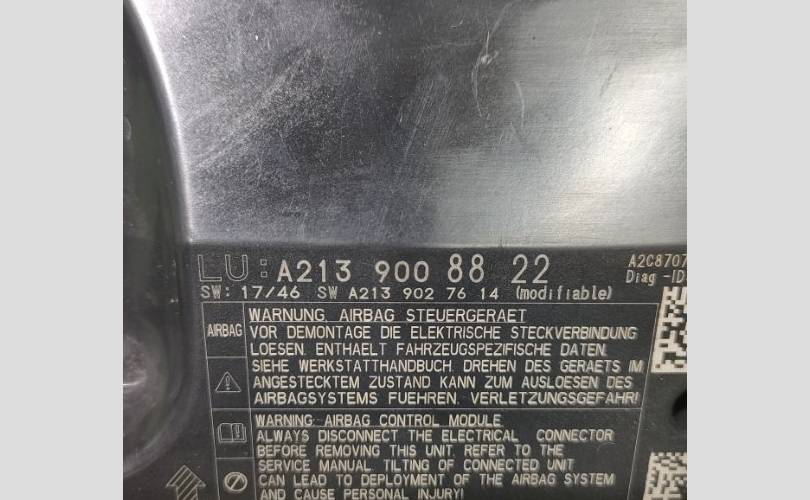 LU: A213 900 88 22
A2C8707
SW: 17/46 SW A213 902 76 14 (modifiable)
Diag -ID
AIRBAG
WARNUNG, AIRBAG STEUERGERAET
VOR DEMONTAGE DIE ELEKTRISCHE STECKVERBINDUNG
LOESEN. ENTHAELT FAHRZEUGSPEZIFISCHE DATEN.
SIEHE WERKSTATTHANDBUCH. DREHEN DES GERAETS IM
ANGESTECKTEM ZUSTAND KANN ZUM AUSLOESEN DES
AIRBAGSYSTEMS FUEHREN. VERLETZUNGSGEFAHR!
WARNING: AIRBAG CONTROL MODULE
ALWAYS DISCONNECT THE ELECTRICAL CONNECTOR
BEFORE REMOVING THIS UNIT. REFER TO THE
SERVICE MANUAL. TILTING OF CONNECTED UNIT
CAN LEAD TO DEPLOYMENT OF THE AIRBAG SYSTEM
AND CAUSE PERSONAL INJURY!